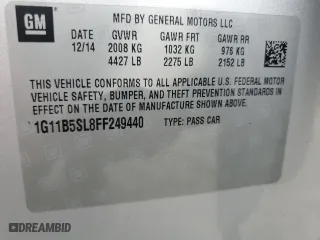 GM
MFD BY GENERAL MOTORS LLC
DATE GVWR GAWR FRT GAWR RR
12/14 2008 KG 1032 KG 976 KG
4427 LB 2275 LB 2152 LB
THIS VEHICLE CONFORMS TO ALL APPLICABLE U.S. FEDERAL MOTOR
VEHICLE SAFETY, BUMPER, AND THEFT PREVENTION STANDARDS
IN EFFECT ON THE DATE OF MANUFACTURE SHOWN ABOVE.
1G11B5SL8FF249440 TYPE: PASS CAR
© DREAMBID